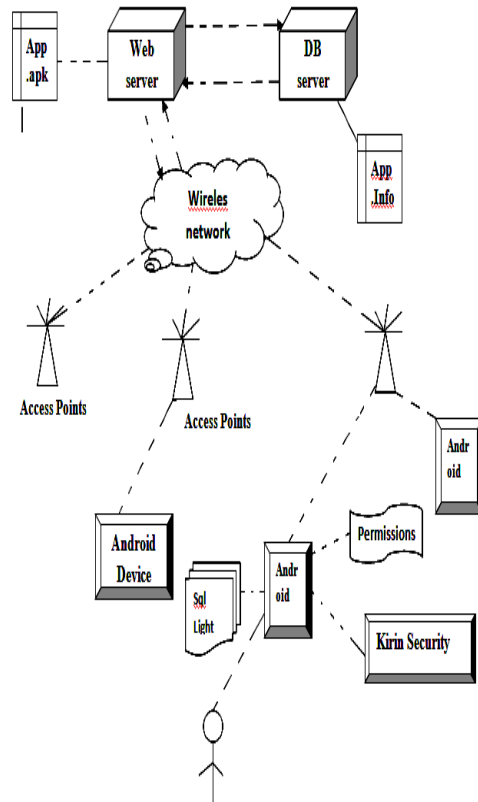 App
.apk
Web
server
DB
server
App
.Info
Wireles
network
Access Points
Access Points
Andr
oid
Android
Device
Permissions
Sql
Light
Andr
oid
Kirin Security